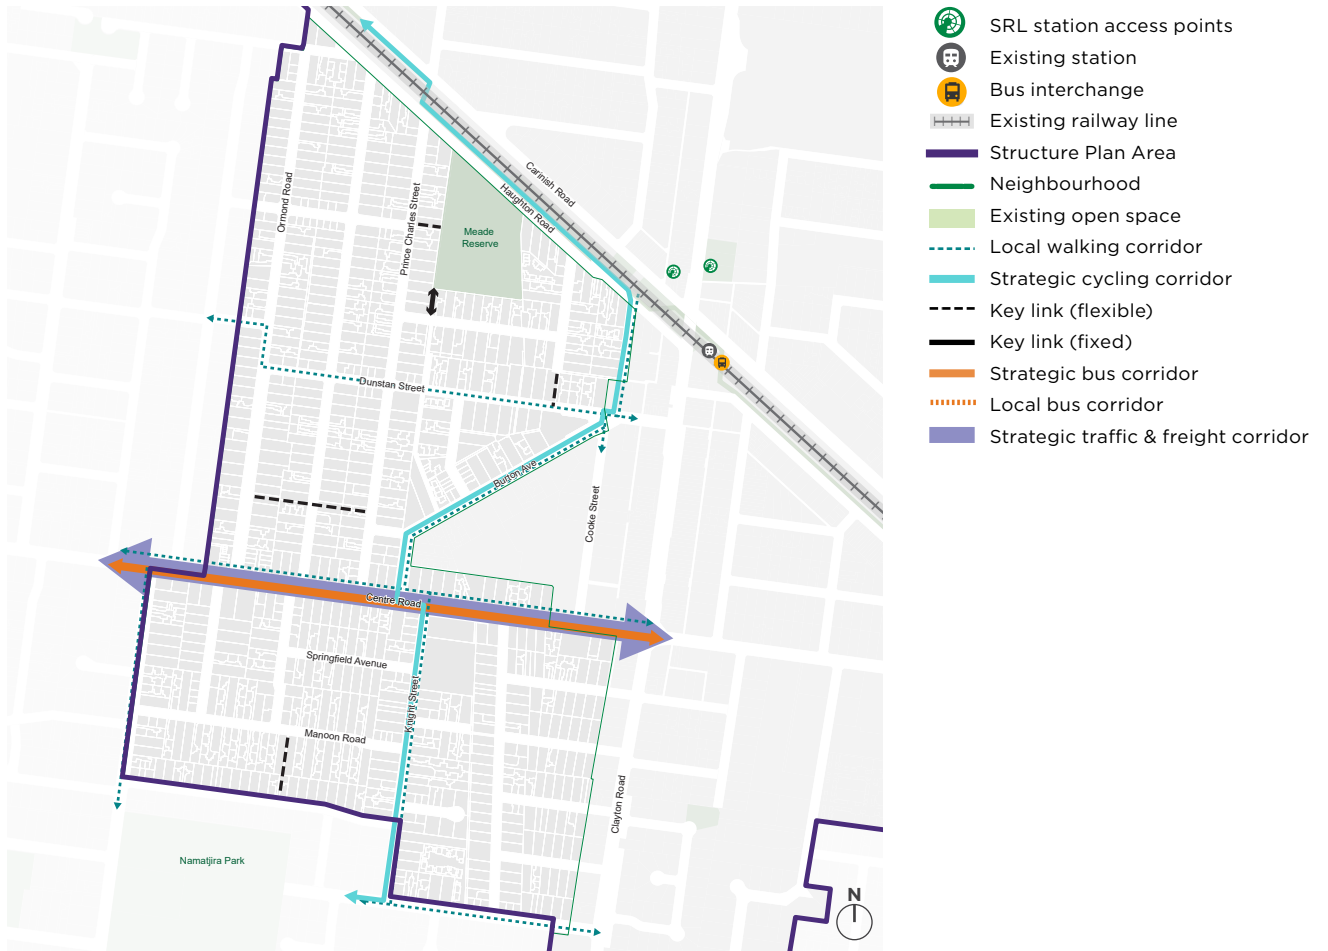 SRL station access points
Existing station
Bus interchange
Existing railway line
Structure Plan Area
Neighbourhood
Existing open space
Local walking corridor
Strategic cycling corridor
Key link (flexible)
Key link (fixed)
Strategic bus corridor
Local bus corridor
Strategic traffic & freight corridor
Carinish Road
Haughton Road
Ormond Road
Prince Charles Street
Meade
Reserve
Dunstan Street
Burton Ave
Cooke Street
Centre Road
Springfield Avenue
Knight Street
Manoon Road
Clayton Road
Namatjira Park
N